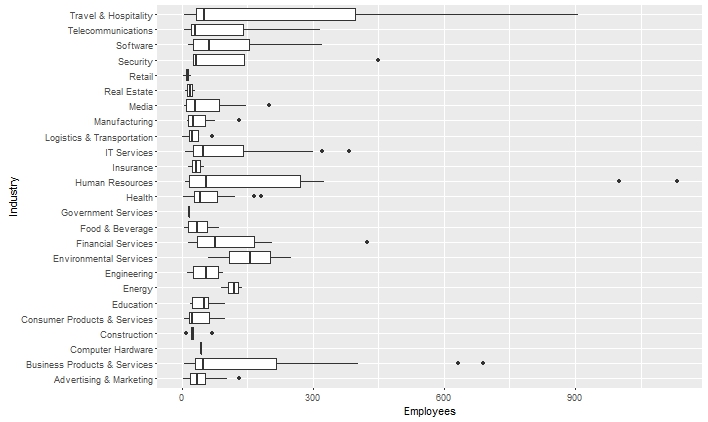 Travel & Hospitality
Telecommunications
Software
Security
Retail
Real Estate
Media
Manufacturing
Logistics & Transportation
IT Services
Insurance
Human Resources
Health
Government Services
Food & Beverage
Financial Services
Environmental Services
Engineering
Energy
Education
Consumer Products & Services
Construction
Computer Hardware
Business Products & Services
Advertising & Marketing
Industry
0 300 600 900
Employees